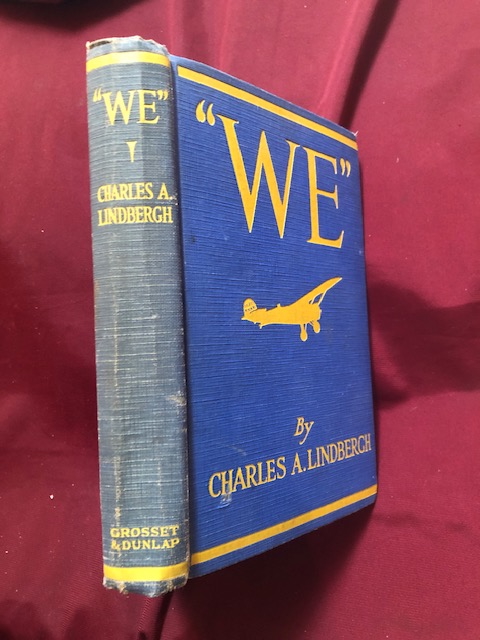 “WE”
CHARLES A.
LINDBERGH
GROSSET
& DUNLAP
“WE”
By
CHARLES A. LINDBERGH